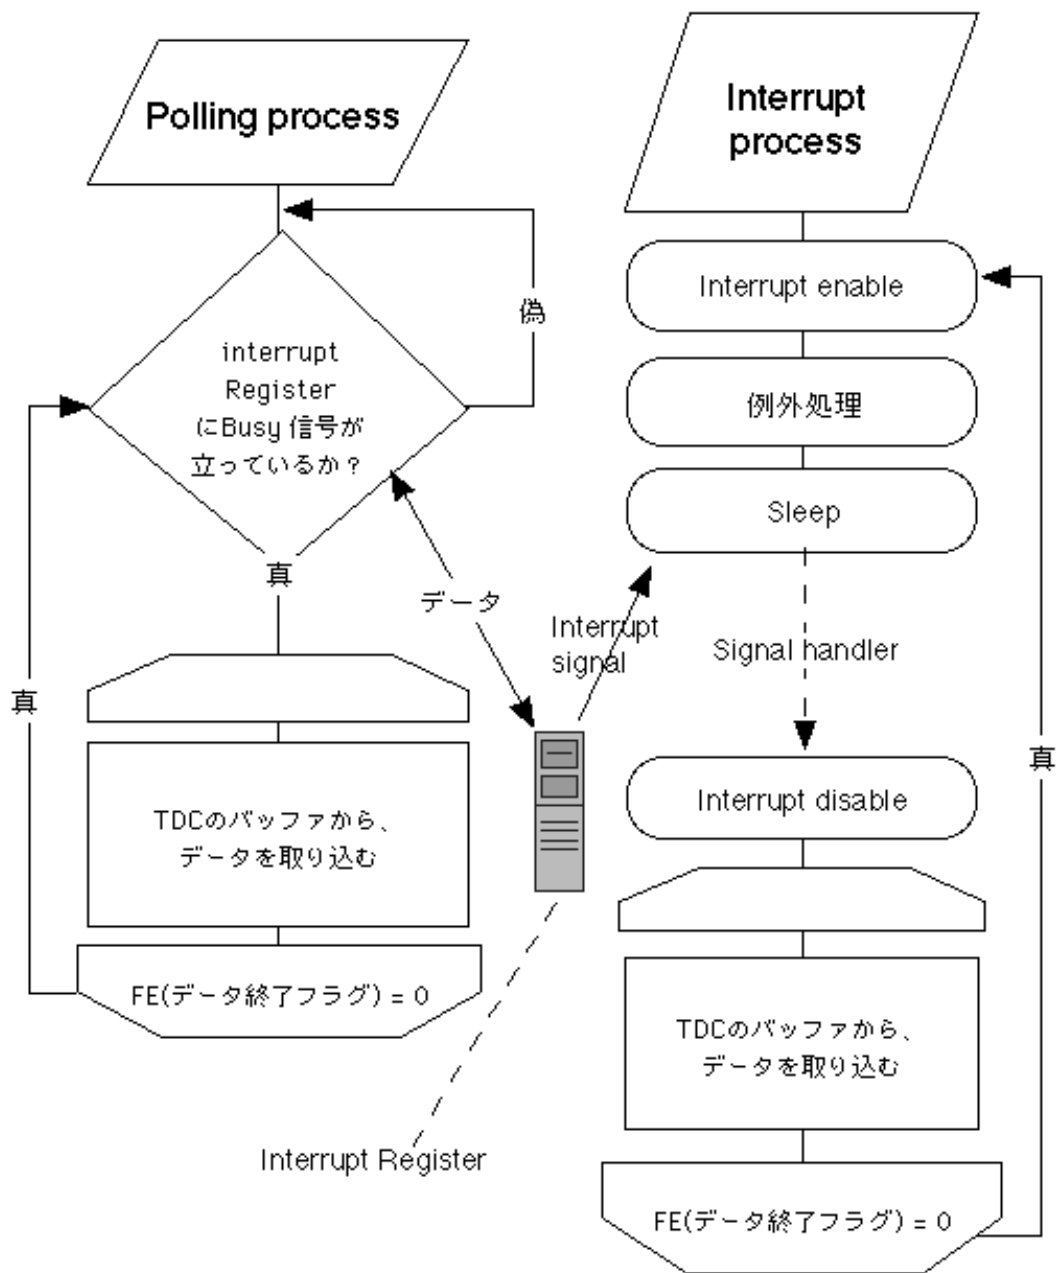 Polling process
偽
interrupt
Register
にBusy 信号が
立っているか？
真
データ
真
TDCのバッファから、
データを取り込む
FE(データ終了フラグ) = 0
Interrupt Register
Interrupt
process
Interrupt enable
例外処理
Sleep
Interrupt
signal
Signal handler
真
Interrupt disable
TDCのバッファから、
データを取り込む
FE(データ終了フラグ) = 0